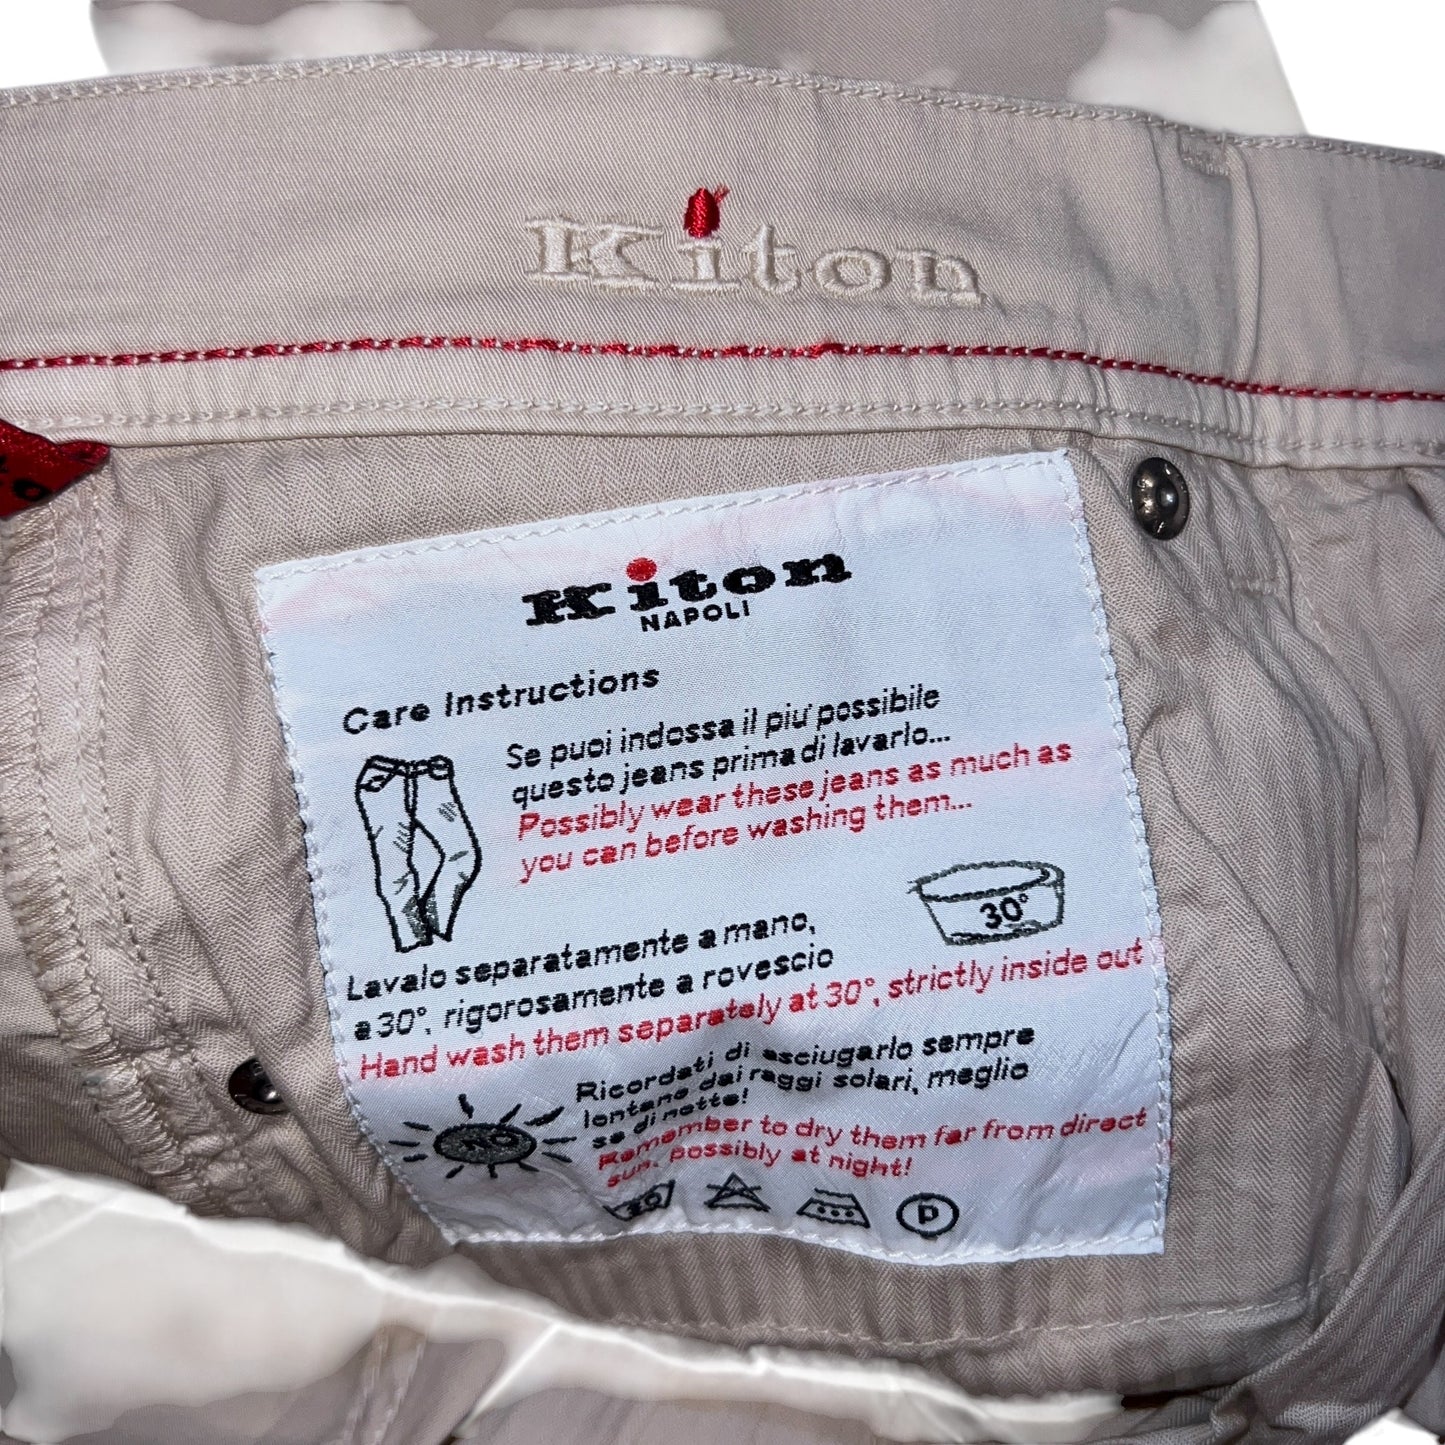 Kiton
Kiton
NAPOLI
Care Instructions
Se puoi indossa il piu' possibile
questo jeans prima di lavarlo...
Possibly wear these jeans as much as
you can before washing them...
30°
Lavalo separatamente a mano,
a 30°, rigorosamente a rovescio
Hand wash them separately at 30°, strictly inside out
Ricordati di asciugarlo sempre
lontano dai raggi solari, meglio
se di notte!
NO
Remember to dry them far from direct
sun, possibly at night!
30
D